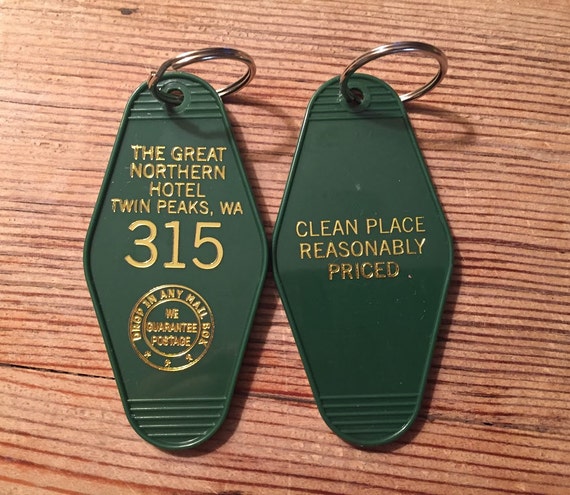 THE GREAT
NORTHERN
HOTEL
TWIN PEAKS, WA
315
DROP IN ANY MAIL BOX
WE
GUARANTEE
POSTAGE
CLEAN PLACE
REASONABLY
PRICED